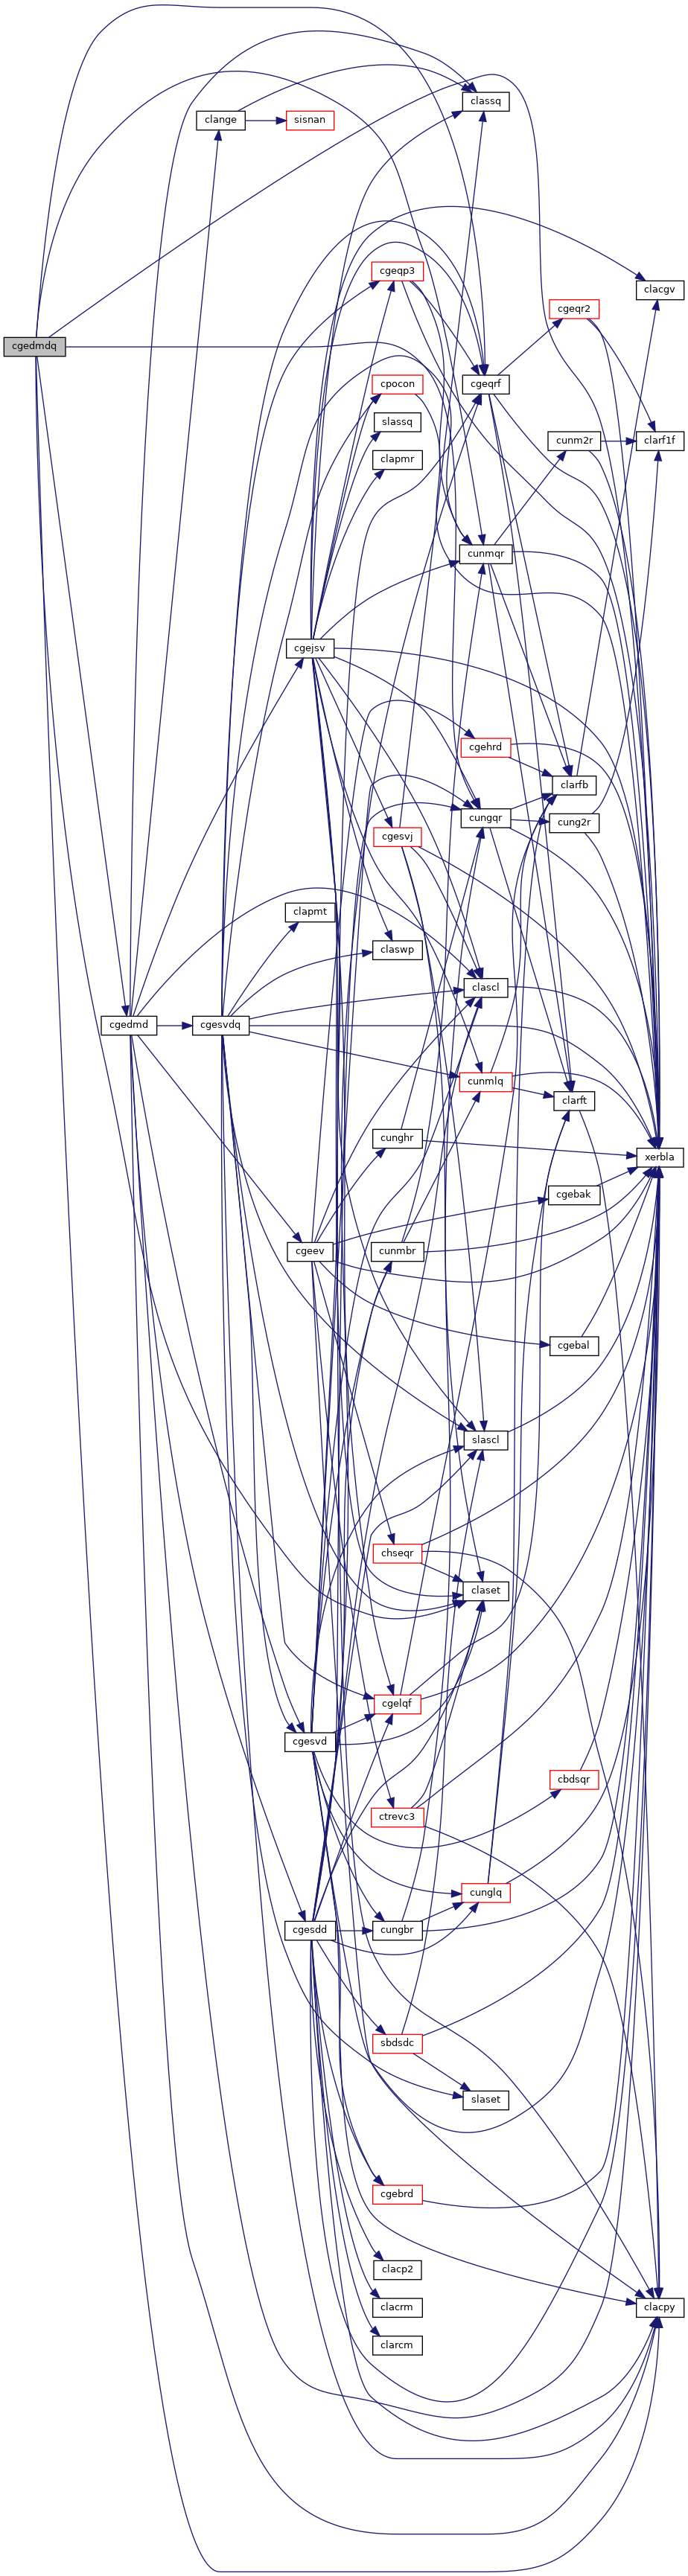 classq
clange
sisnan
cgeqp3
clacgv
cgeqr2
cgedmdq
cpocon
cgeqrf
slassq
cunm2r
clarf1f
clapmr
cunmqr
cgejsv
cgehrd
clarfb
cungqr
cung2r
cgesvj
clapmt
claswp
clascl
cgedmd
cgesvdq
cunmlq
clarft
cunghr
xerbla
cgebak
cgeev
cunmbr
cgebal
slascl
chseqr
claset
cgelqf
cgesvd
cbdsqr
ctrevc3
cunglq
cgesdd
cungbr
sbdsdc
slaset
cgebrd
clacp2
clacrm
clacpy
clarcm